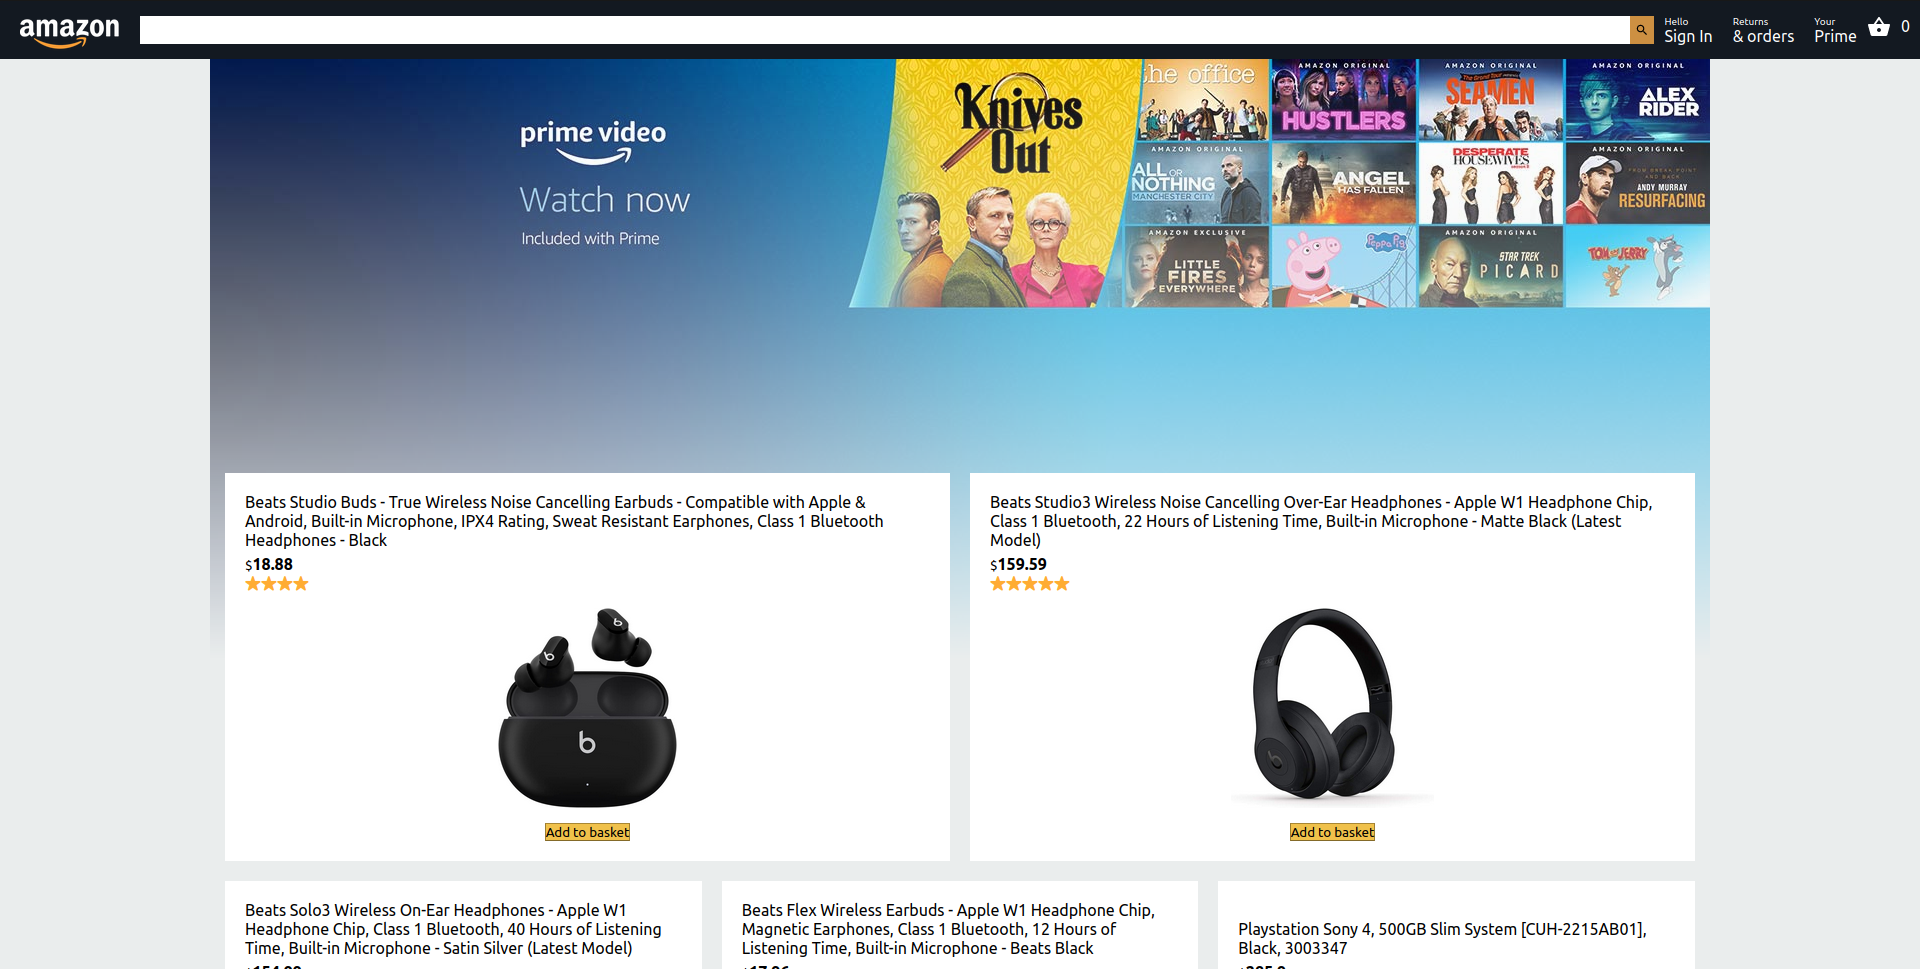 amazon
Hello
Sign In
Returns
& orders
Your
Prime
0
prime video
Watch now
Included with Prime
Knives
Out
the office
AMAZON ORIGINAL
HUSTLERS
AMAZON ORIGINAL
The Grand Tour presents
SEAMEN
AMAZON ORIGINAL
ALEX
RIDER
AMAZON ORIGINAL
ALL OR
NOTHING
MANCHESTER CITY
ANGEL
HAS FALLEN
DESPERATE
HOUSEWIVES
AMAZON ORIGINAL
FROM BREAK POINT
AND BACK
ANDY MURRAY
RESURFACING
AMAZON EXCLUSIVE
LITTLE
FIRES
EVERYWHERE
Peppa Pig
AMAZON ORIGINAL
STAR TREK
PICARD
TOM and JERRY
Beats Studio Buds - True Wireless Noise Cancelling Earbuds - Compatible with Apple &
Android, Built-in Microphone, IPX4 Rating, Sweat Resistant Earphones, Class 1 Bluetooth
Headphones - Black
$18.88
b
b
b
Add to basket
Beats Studio3 Wireless Noise Cancelling Over-Ear Headphones - Apple W1 Headphone Chip,
Class 1 Bluetooth, 22 Hours of Listening Time, Built-in Microphone - Matte Black (Latest
Model)
$159.59
b
Add to basket
Beats Solo3 Wireless On-Ear Headphones - Apple W1
Headphone Chip, Class 1 Bluetooth, 40 Hours of Listening
Time, Built-in Microphone - Satin Silver (Latest Model)
Beats Flex Wireless Earbuds - Apple W1 Headphone Chip,
Magnetic Earphones, Class 1 Bluetooth, 12 Hours of
Listening Time, Built-in Microphone - Beats Black
Playstation Sony 4, 500GB Slim System [CUH-2215AB01],
Black, 3003347